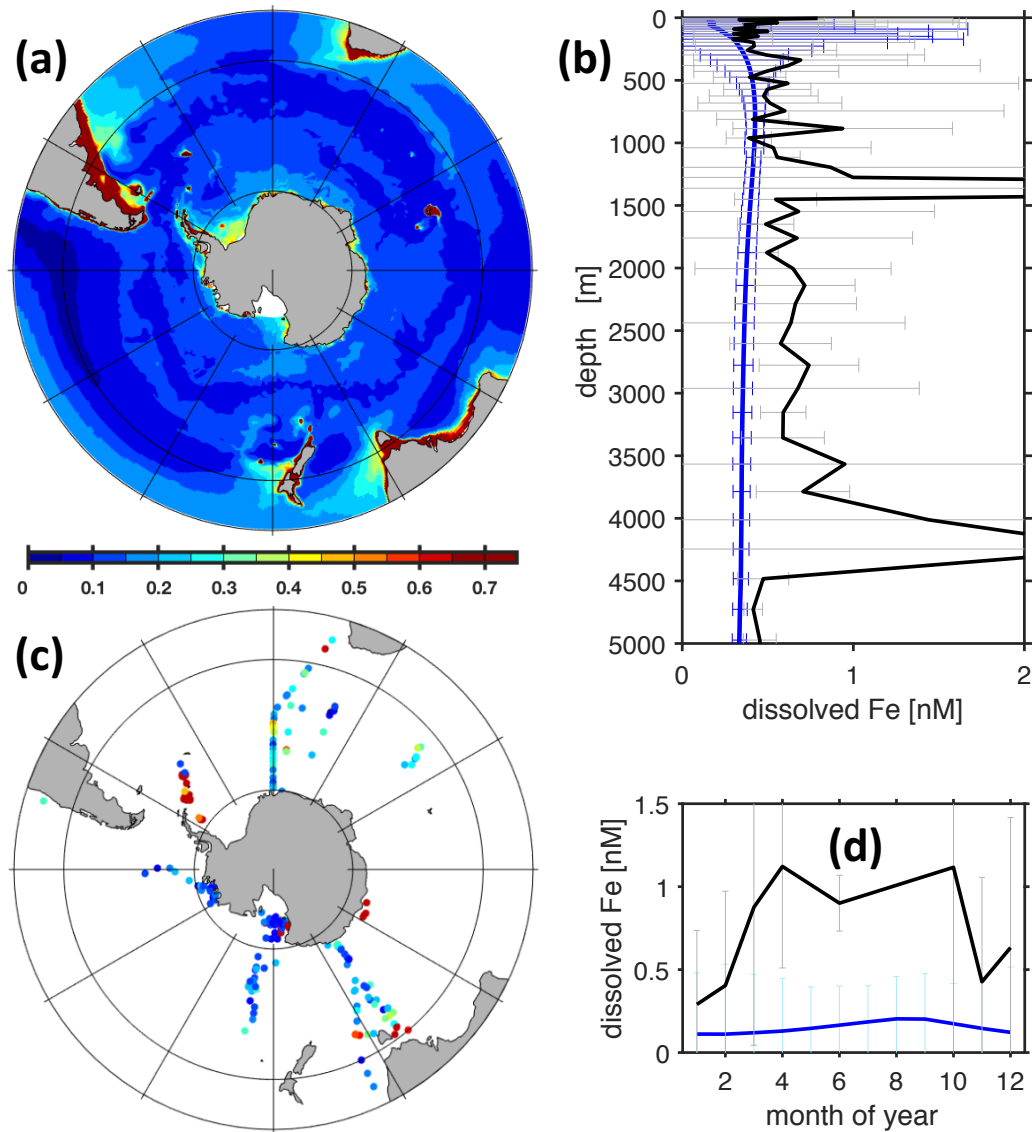 (a)
0 0.1 0.2 0.3 0.4 0.5 0.6 0.7
(b)
0
500
1000
1500
2000
2500
3000
3500
4000
4500
5000
depth [m]
0 1 2
dissolved Fe [nM]
(c)
(d)
1.5
1
0.5
0
dissolved Fe [nM]
2 4 6 8 10 12
month of year